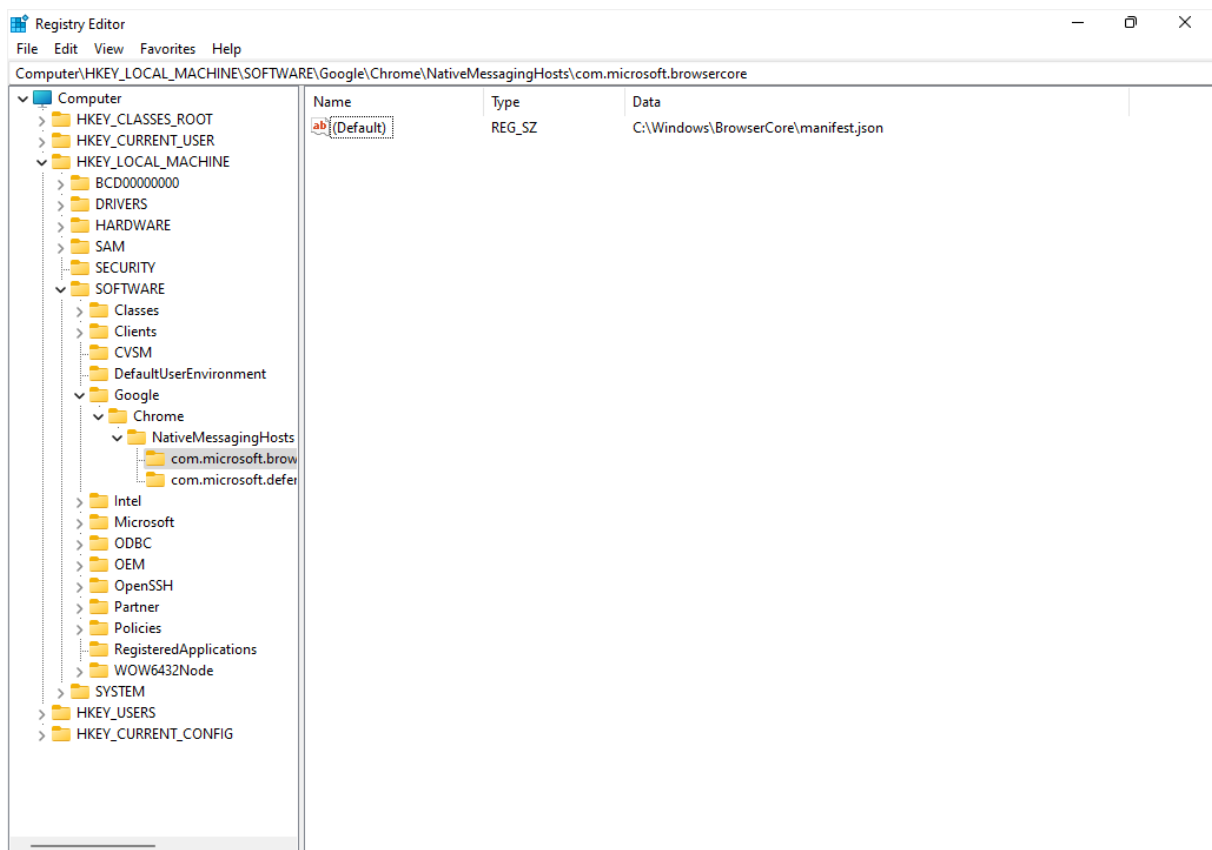 Registry Editor
File Edit View Favorites Help
Computer\HKEY_LOCAL_MACHINE\SOFTWARE\Google\Chrome\NativeMessagingHosts\com.microsoft.browsercore
Computer
HKEY_CLASSES_ROOT
HKEY_CURRENT_USER
HKEY_LOCAL_MACHINE
BCD00000000
DRIVERS
HARDWARE
SAM
SECURITY
SOFTWARE
Classes
Clients
CVSM
DefaultUserEnvironment
Google
Chrome
NativeMessagingHosts
com.microsoft.brow
com.microsoft.defer
Intel
Microsoft
ODBC
OEM
OpenSSH
Partner
Policies
RegisteredApplications
WOW6432Node
SYSTEM
HKEY_USERS
HKEY_CURRENT_CONFIG
Name Type Data
ab (Default) REG_SZ C:\Windows\BrowserCore\manifest.json